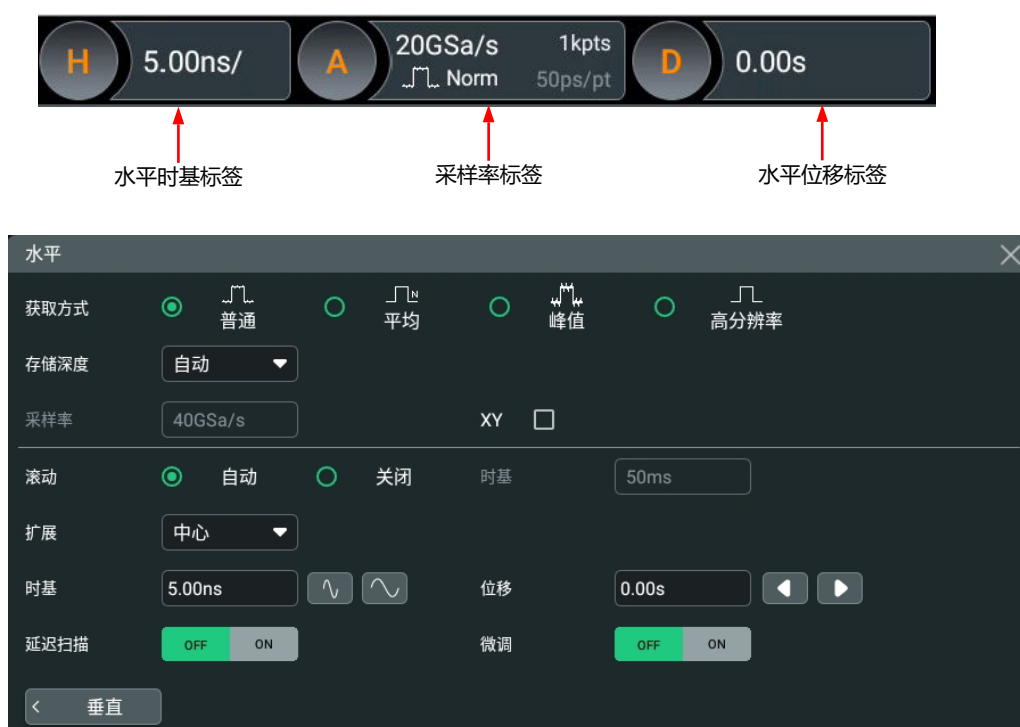 H 5.00ns/ A 20GSa/s 1kpts D 0.00s
Norm 50ps/pt
水平时基标签 采样率标签 水平位移标签
水平
获取方式 普通 N 平均 峰值 高分辨率
存储深度 自动
采样率 40GSa/s XY
滚动 自动 关闭 时基 50ms
扩展 中心
时基 5.00ns 位移 0.00s
延迟扫描 OFF ON 微调 OFF ON
< 垂直